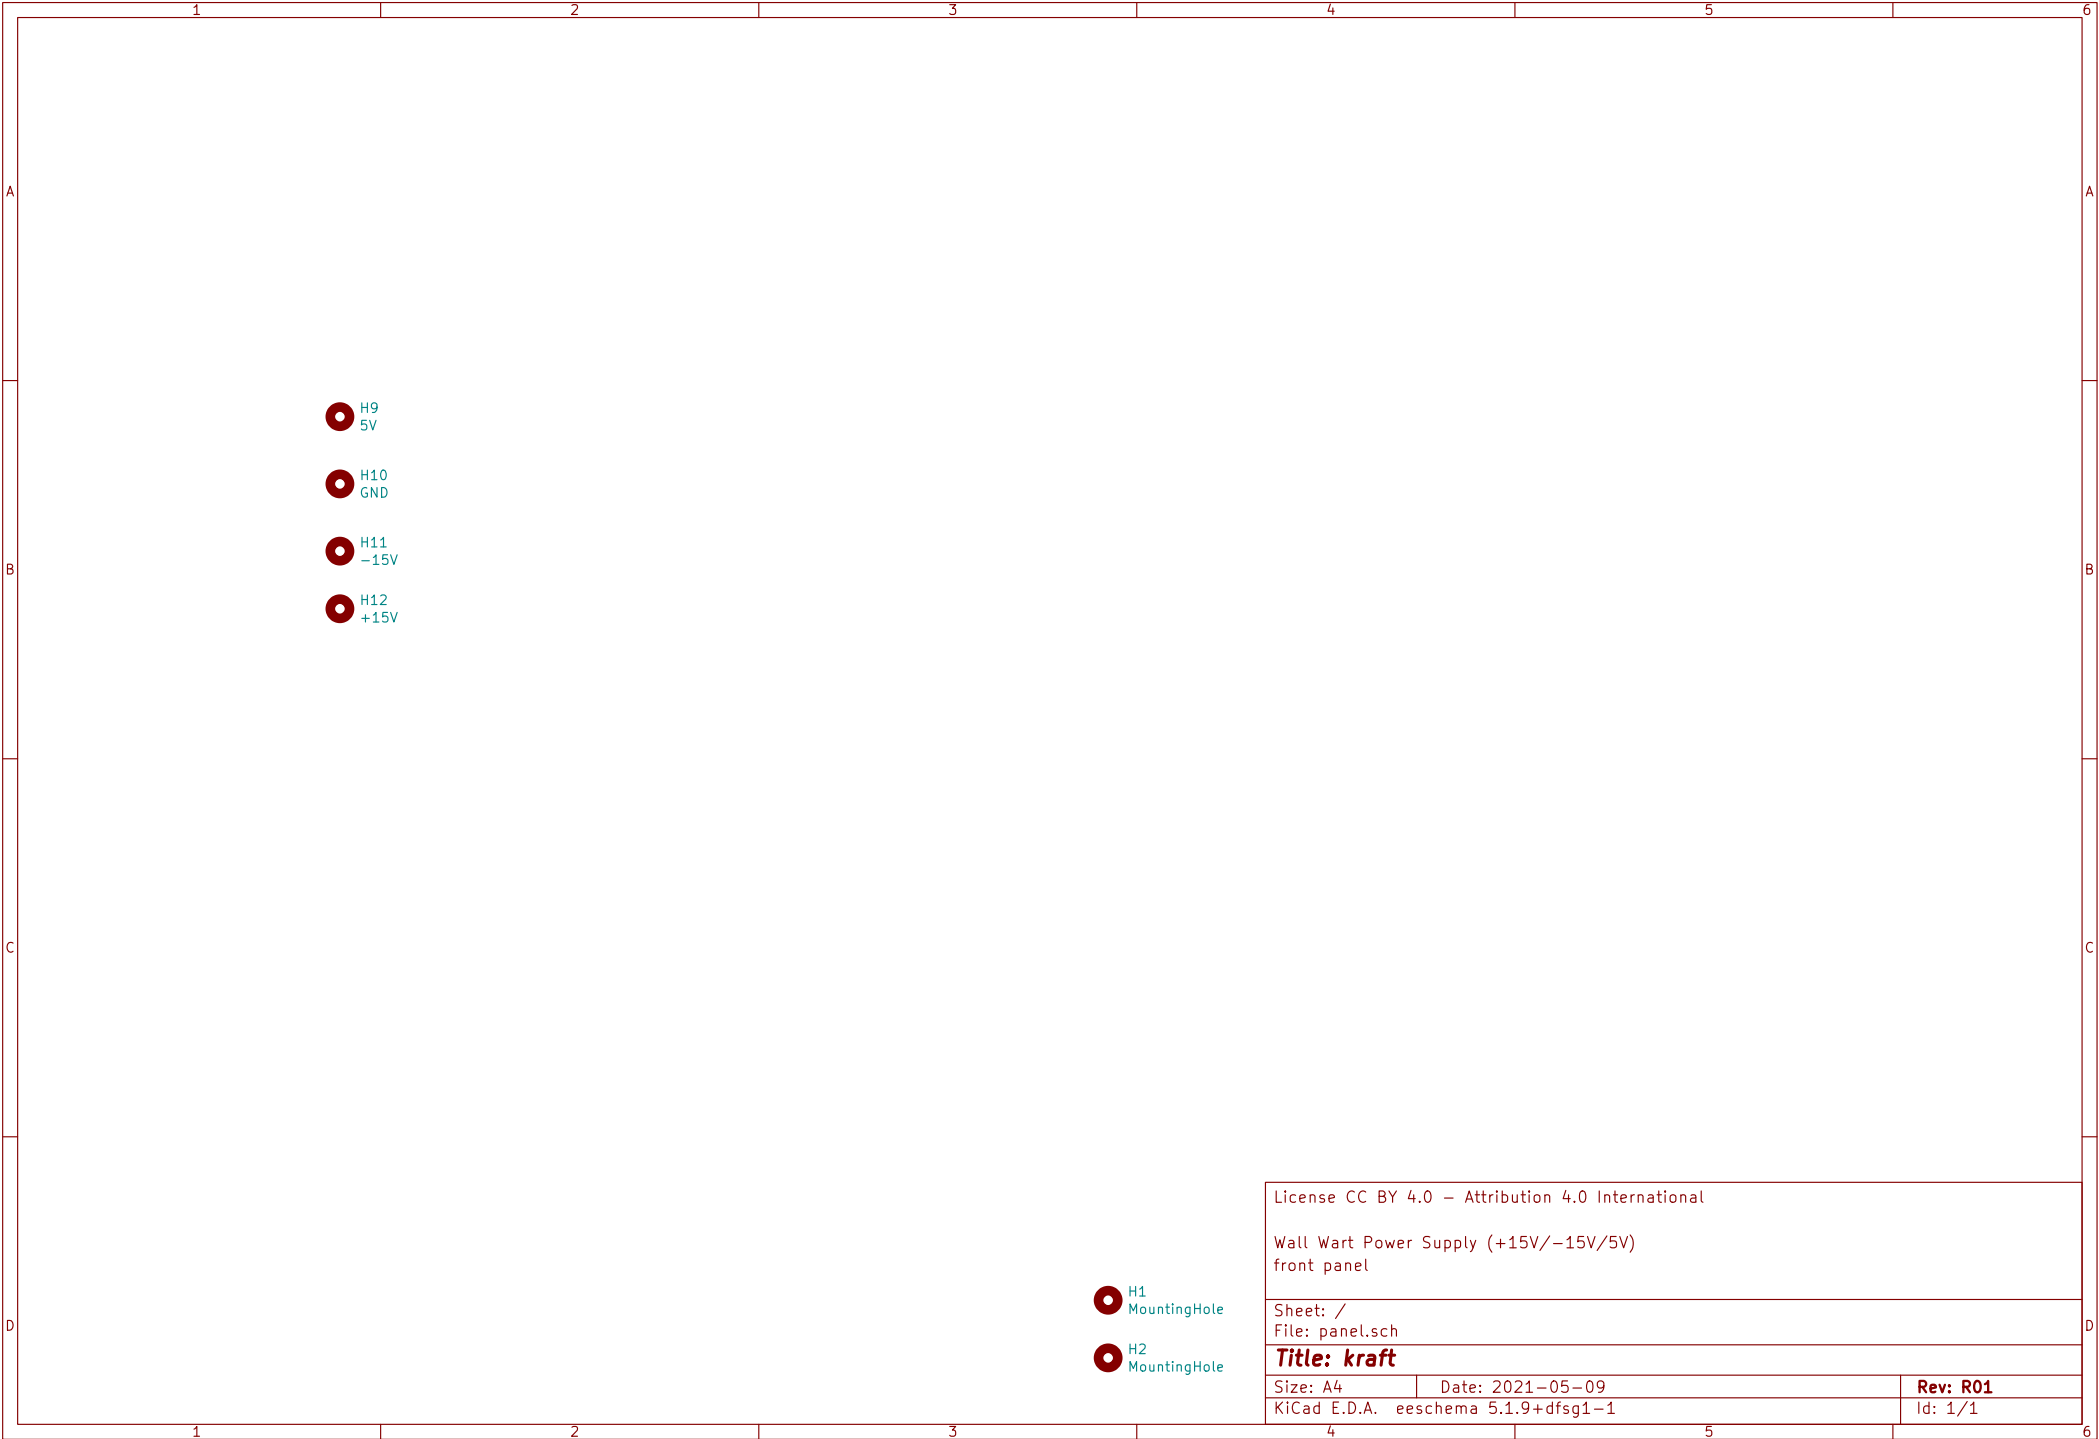 1 2 3 4 5 6
A A
H9
5V
H10
GND
H11
-15V
B B
H12
+15V
C C
License CC BY 4.0 - Attribution 4.0 International
Wall Wart Power Supply (+15V/-15V/5V)
front panel
H1
MountingHole
Sheet: /
D D
File: panel.sch
H2
MountingHole
Title: kraft
Size: A4 Date: 2021-05-09 Rev: R01
KiCad E.D.A. eeschema 5.1.9+dfsg1-1 Id: 1/1
1 2 3 4 5 6